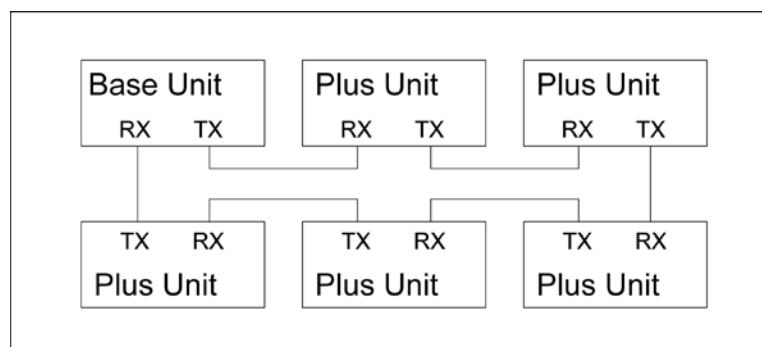 Base Unit Plus Unit Plus Unit
RX TX RX TX RX TX
TX RX TX RX TX RX
Plus Unit Plus Unit Plus Unit